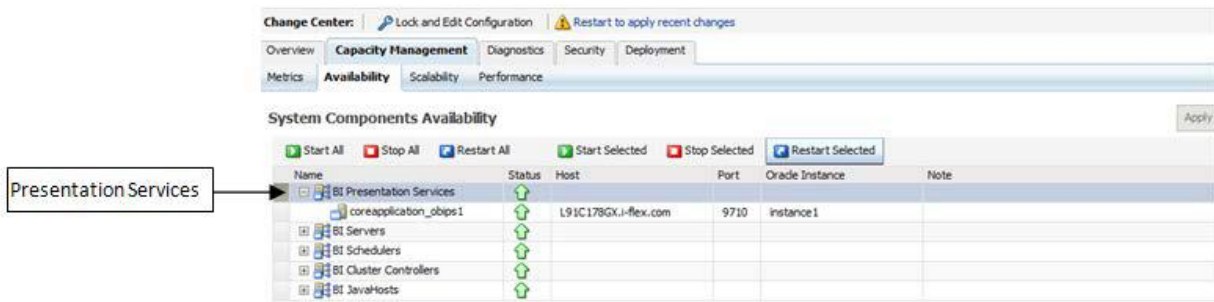 Change Center: Lock and Edit Configuration Restart to apply recent changes
Overview Capacity Management Diagnostics Security Deployment
Metrics Availability Scalability Performance
System Components Availability Apply
Start All Stop All Restart All Start Selected Stop Selected Restart Selected
Name Status Host Port Oracle Instance Note
Presentation Services BI Presentation Services
coreapplication_obips1 L91C178GX.i-flex.com 9710 instance1
BI Servers
BI Schedulers
BI Cluster Controllers
BI JavaHosts